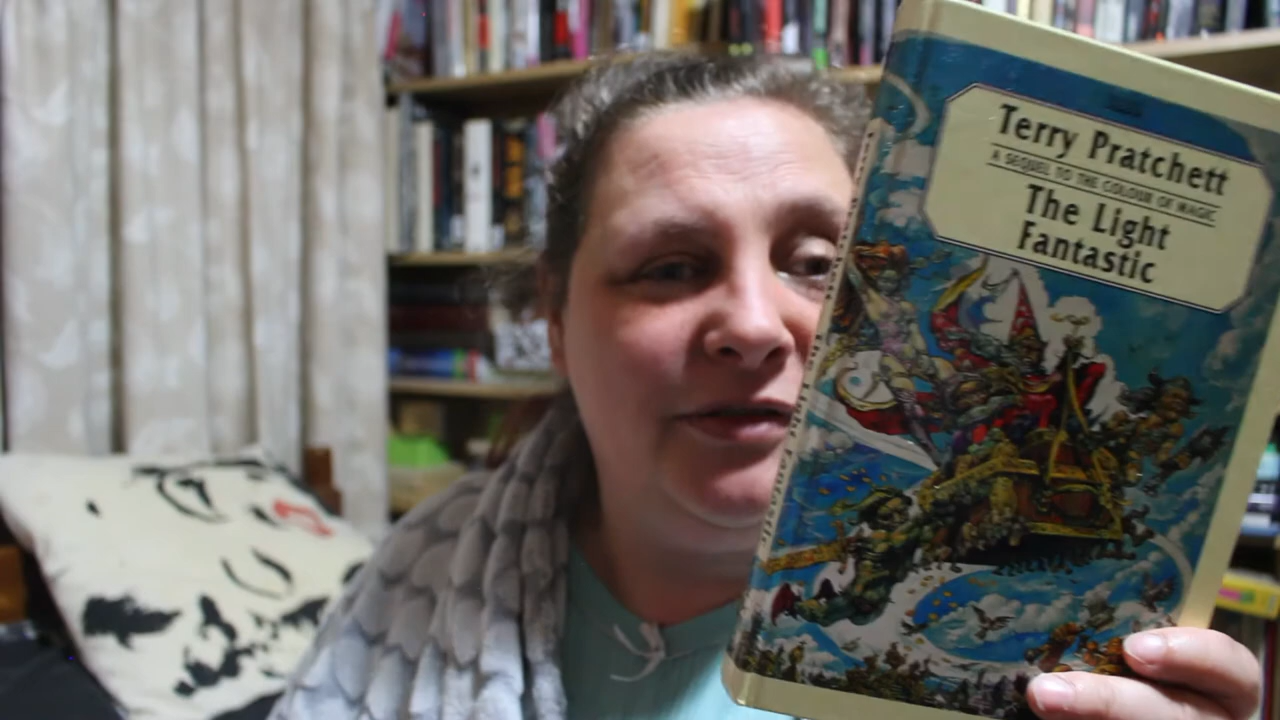 Terry Pratchett
A SEQUEL TO THE COLOUR OF MAGIC
The Light
Fantastic